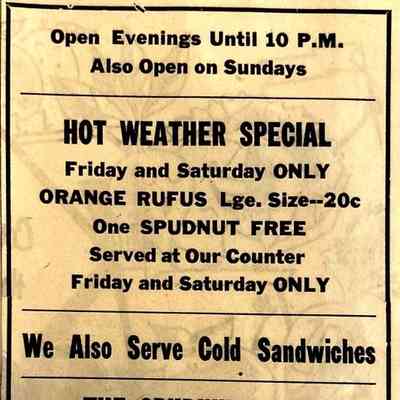 Open Evenings Until 10 P.M.
Also Open on Sundays
HOT WEATHER SPECIAL
Friday and Saturday ONLY
ORANGE RUFUS Lge. Size--20c
One SPUDNUT FREE
Served at Our Counter
Friday and Saturday ONLY
We Also Serve Cold Sandwiches